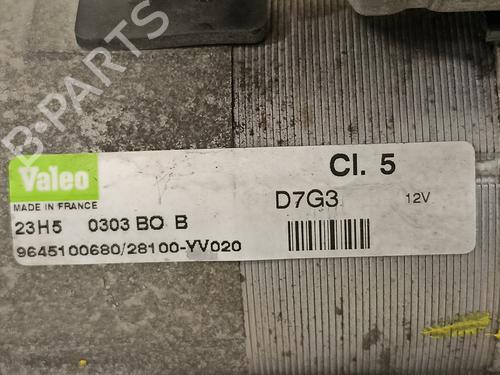 B-PARTS
Valeo
Cl. 5
MADE IN FRANCE
D7G3
12V
23H5 0303 BO B
9645100680/28100-YV020